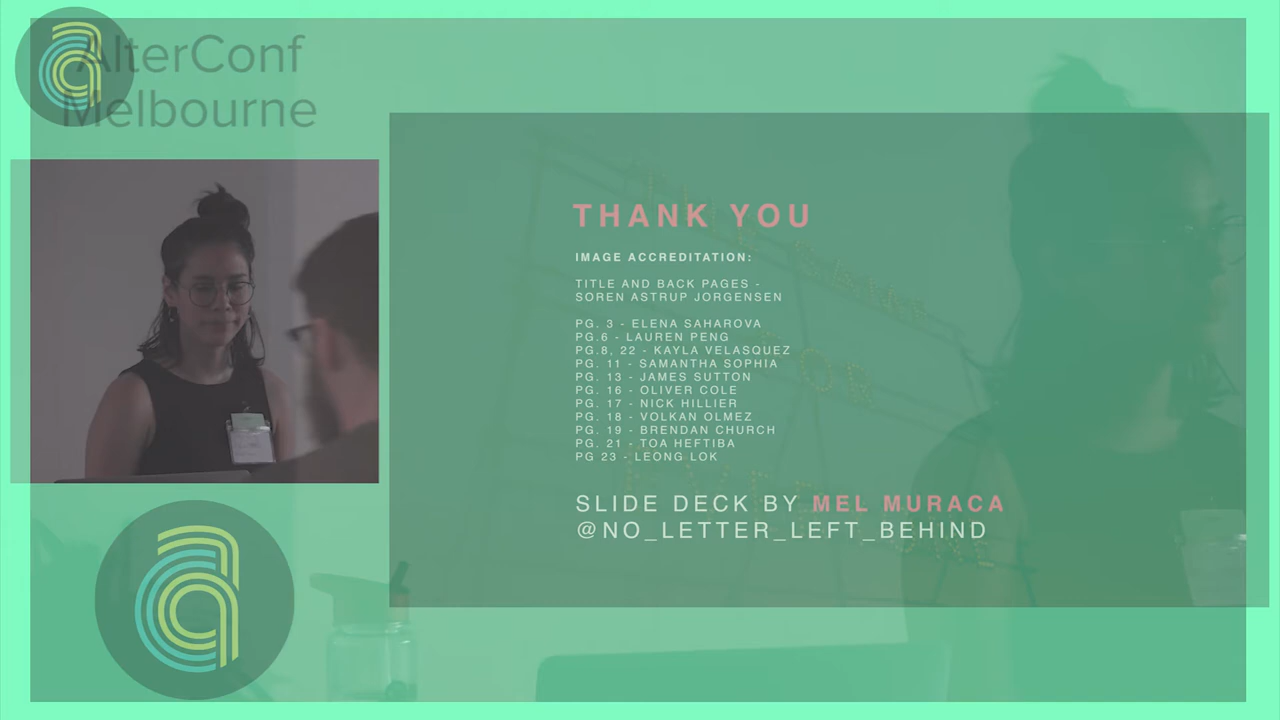 AlterConf
Melbourne
THANK YOU
IMAGE ACCREDITATION:
TITLE AND BACK PAGES -
SOREN ASTRUP JORGENSEN
PG. 3 - ELENA SAHAROVA
PG.6 - LAUREN PENG
PG.8, 22 - KAYLA VELASQUEZ
PG. 11 - SAMANTHA SOPHIA
PG. 13 - JAMES SUTTON
PG. 16 - OLIVER COLE
PG. 17 - NICK HILLIER
PG. 18 - VOLKAN OLMEZ
PG. 19 - BRENDAN CHURCH
PG. 21 - TOA HEFTIBA
PG 23 - LEONG LOK
SLIDE DECK BY MEL MURACA
@NO_LETTER_LEFT_BEHIND